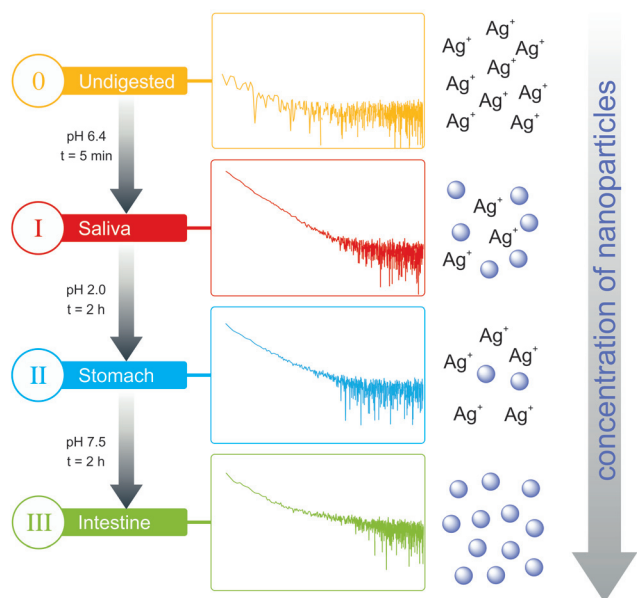 0
Undigested
Ag⁺
Ag⁺
Ag⁺
Ag⁺
Ag⁺
Ag⁺
Ag⁺
Ag⁺
Ag⁺
pH 6.4
t = 5 min
I
Saliva
Ag⁺
Ag⁺
Ag⁺
pH 2.0
t = 2 h
II
Stomach
Ag⁺
Ag⁺
Ag⁺
Ag⁺
Ag⁺
pH 7.5
t = 2 h
III
Intestine
concentration of nanoparticles